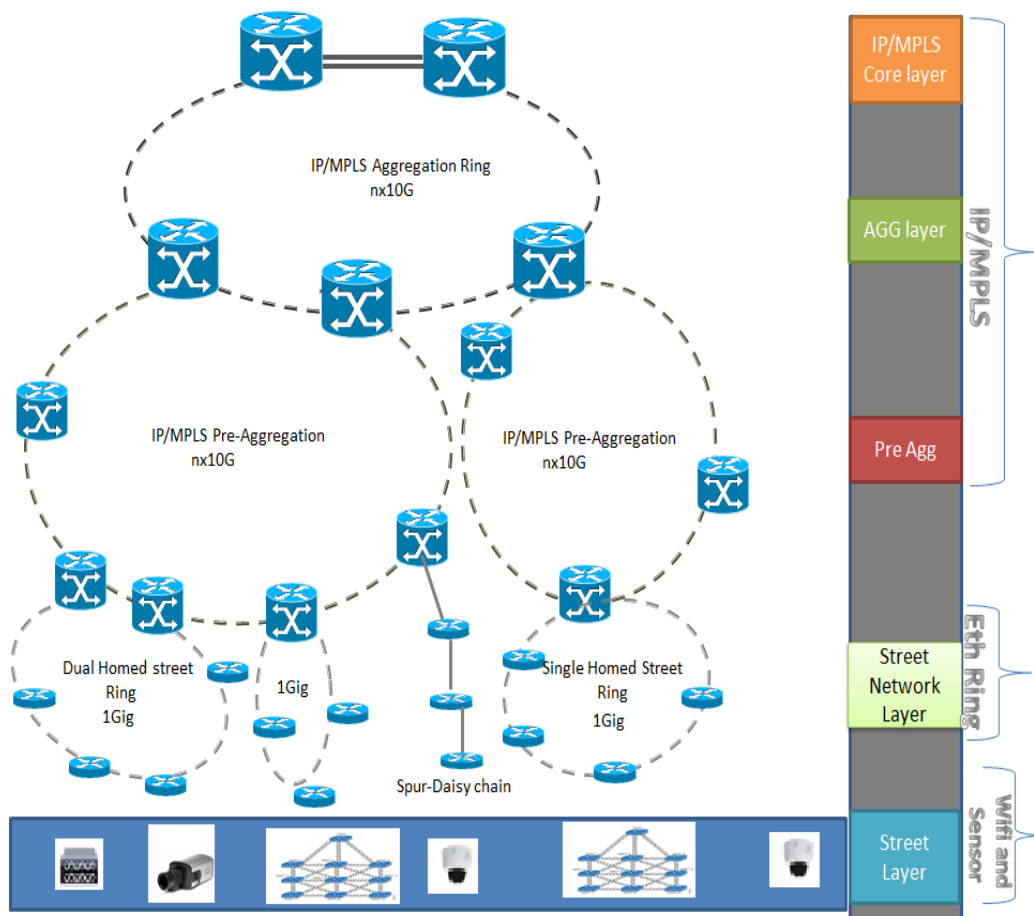 IP/MPLS
Core layer
IP/MPLS Aggregation Ring
nx10G
AGG layer
IP/MPLS
IP/MPLS Pre-Aggregation
nx10G
IP/MPLS Pre-Aggregation
nx10G
Pre Agg
Dual Homed street
Ring
1Gig
1Gig
Single Homed Street
Ring
1Gig
Spur-Daisy chain
Street
Network
Layer
Eth Ring
Street
Layer
Wifi and
Sensor